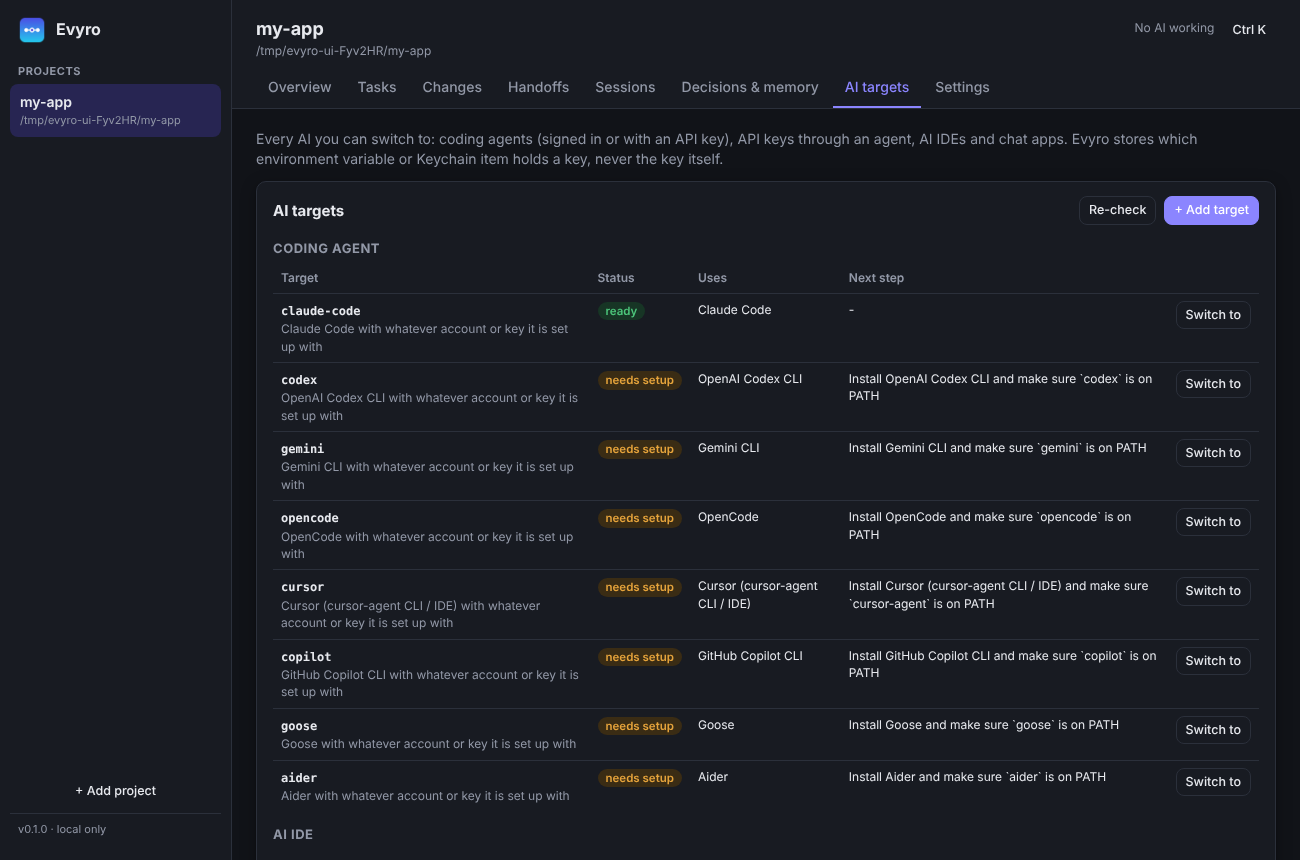 Evyro
PROJECTS
my-app
/tmp/evyro-ui-Fyv2HR/my-app
+ Add project
v0.1.0 · local only
my-app
/tmp/evyro-ui-Fyv2HR/my-app
No AI working
Ctrl K
Overview
Tasks
Changes
Handoffs
Sessions
Decisions & memory
AI targets
Settings
Every AI you can switch to: coding agents (signed in or with an API key), API keys through an agent, AI IDEs and chat apps. Evyro stores which
environment variable or Keychain item holds a key, never the key itself.
AI targets
Re-check
+ Add target
CODING AGENT
Target
Status
Uses
Next step
claude-code
Claude Code with whatever account or key it is set
up with
ready
Claude Code
-
Switch to
codex
OpenAI Codex CLI with whatever account or key it is
set up with
needs setup
OpenAI Codex CLI
Install OpenAI Codex CLI and make sure `codex` is on
PATH
Switch to
gemini
Gemini CLI with whatever account or key it is set up
with
needs setup
Gemini CLI
Install Gemini CLI and make sure `gemini` is on PATH
Switch to
opencode
OpenCode with whatever account or key it is set up
with
needs setup
OpenCode
Install OpenCode and make sure `opencode` is on
PATH
Switch to
cursor
Cursor (cursor-agent CLI / IDE) with whatever
account or key it is set up with
needs setup
Cursor (cursor-agent
CLI / IDE)
Install Cursor (cursor-agent CLI / IDE) and make sure
`cursor-agent` is on PATH
Switch to
copilot
GitHub Copilot CLI with whatever account or key it is
set up with
needs setup
GitHub Copilot CLI
Install GitHub Copilot CLI and make sure `copilot` is on
PATH
Switch to
goose
Goose with whatever account or key it is set up with
needs setup
Goose
Install Goose and make sure `goose` is on PATH
Switch to
aider
Aider with whatever account or key it is set up with
needs setup
Aider
Install Aider and make sure `aider` is on PATH
Switch to
AI IDE